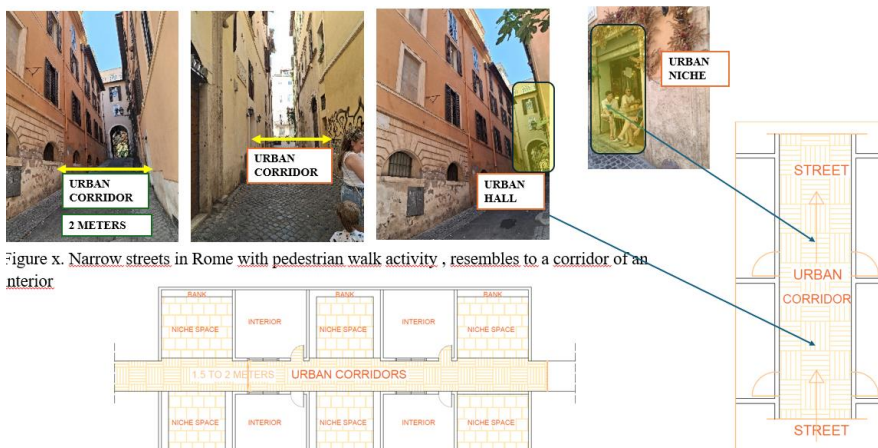 URBAN
CORRIDOR
2 METERS
URBAN
CORRIDOR
URBAN
HALL
URBAN
NICHE
Figure x. Narrow streets in Rome with pedestrian walk activity , resembles to a corridor of an
interior
BANK
BANK
BANK
NICHE SPACE
INTERIOR
NICHE SPACE
INTERIOR
NICHE SPACE
1.5 TO 2 METERS
URBAN CORRIDORS
NICHE SPACE
INTERIOR
NICHE SPACE
INTERIOR
NICHE SPACE
STREET
URBAN
CORRIDOR
STREET